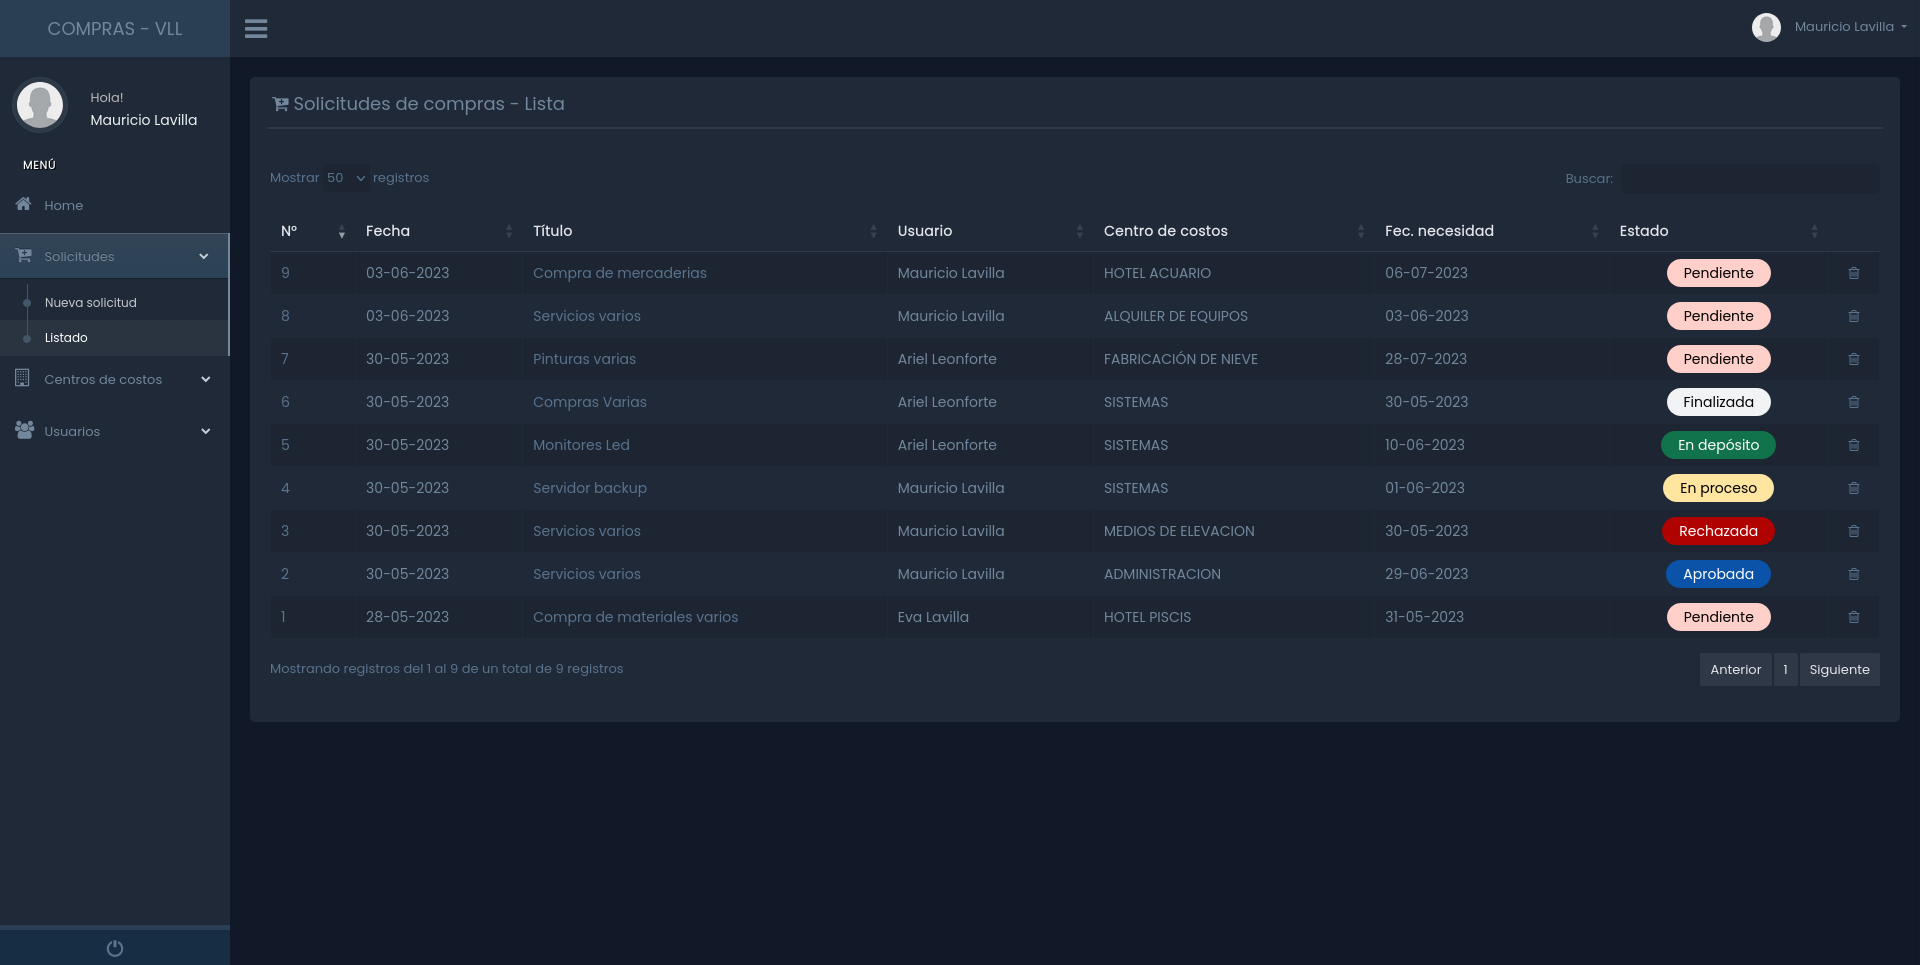 COMPRAS - VLL
Mauricio Lavilla
Hola!
Mauricio Lavilla
MENÚ
Home
Solicitudes
Nueva solicitud
Listado
Centros de costos
Usuarios
Solicitudes de compras - Lista
Mostrar 50 registros
Buscar:
Nº Fecha Título Usuario Centro de costos Fec. necesidad Estado
9 03-06-2023 Compra de mercaderias Mauricio Lavilla HOTEL ACUARIO 06-07-2023 Pendiente
8 03-06-2023 Servicios varios Mauricio Lavilla ALQUILER DE EQUIPOS 03-06-2023 Pendiente
7 30-05-2023 Pinturas varias Ariel Leonforte FABRICACIÓN DE NIEVE 28-07-2023 Pendiente
6 30-05-2023 Compras Varias Ariel Leonforte SISTEMAS 30-05-2023 Finalizada
5 30-05-2023 Monitores Led Ariel Leonforte SISTEMAS 10-06-2023 En depósito
4 30-05-2023 Servidor backup Mauricio Lavilla SISTEMAS 01-06-2023 En proceso
3 30-05-2023 Servicios varios Mauricio Lavilla MEDIOS DE ELEVACION 30-05-2023 Rechazada
2 30-05-2023 Servicios varios Mauricio Lavilla ADMINISTRACION 29-06-2023 Aprobada
1 28-05-2023 Compra de materiales varios Eva Lavilla HOTEL PISCIS 31-05-2023 Pendiente
Mostrando registros del 1 al 9 de un total de 9 registros
Anterior 1 Siguiente